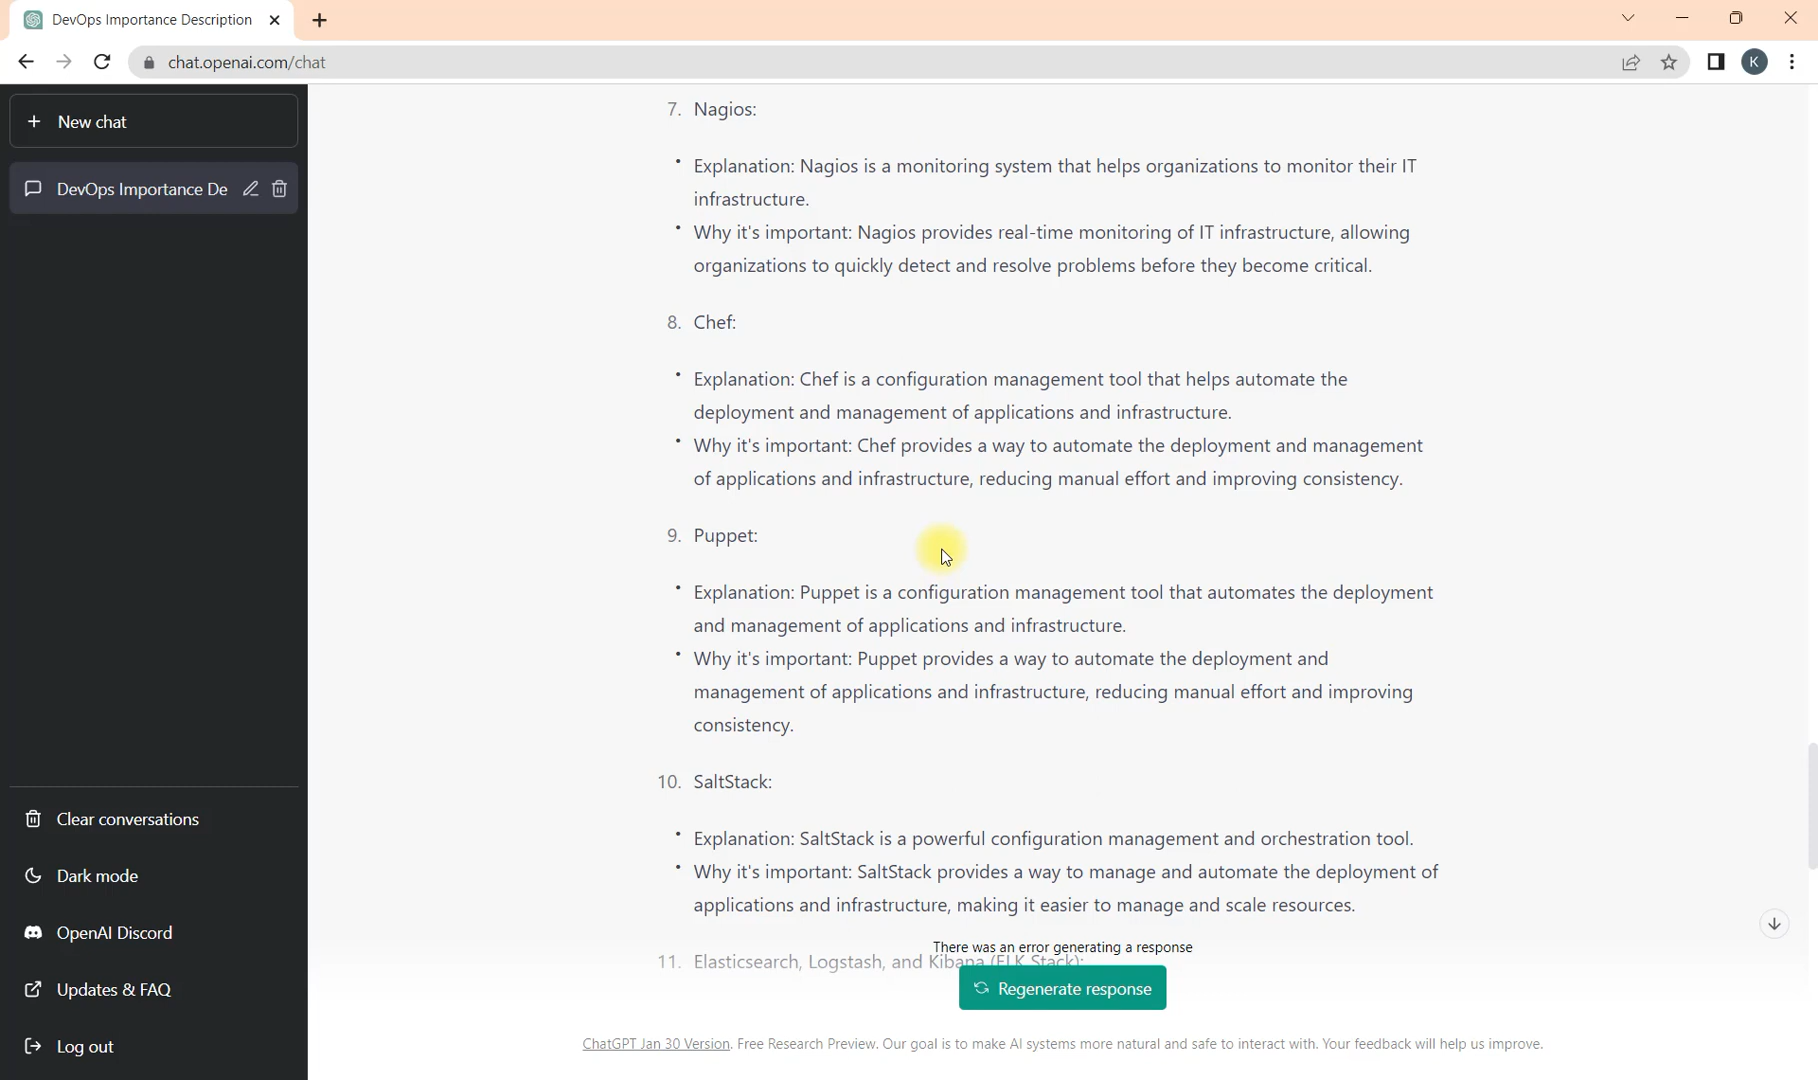 DevOps Importance Description
chat.openai.com/chat
K
New chat
DevOps Importance De
7. Nagios:
Explanation: Nagios is a monitoring system that helps organizations to monitor their IT
infrastructure.
Why it's important: Nagios provides real-time monitoring of IT infrastructure, allowing
organizations to quickly detect and resolve problems before they become critical.
8. Chef:
Explanation: Chef is a configuration management tool that helps automate the
deployment and management of applications and infrastructure.
Why it's important: Chef provides a way to automate the deployment and management
of applications and infrastructure, reducing manual effort and improving consistency.
9. Puppet:
Explanation: Puppet is a configuration management tool that automates the deployment
and management of applications and infrastructure.
Why it's important: Puppet provides a way to automate the deployment and
management of applications and infrastructure, reducing manual effort and improving
consistency.
10. SaltStack:
Explanation: SaltStack is a powerful configuration management and orchestration tool.
Why it's important: SaltStack provides a way to manage and automate the deployment of
applications and infrastructure, making it easier to manage and scale resources.
11. Elasticsearch, Logstash, and Kibana (ELK Stack):
There was an error generating a response
Regenerate response
Clear conversations
Dark mode
OpenAI Discord
Updates & FAQ
Log out
ChatGPT Jan 30 Version. Free Research Preview. Our goal is to make AI systems more natural and safe to interact with. Your feedback will help us improve.